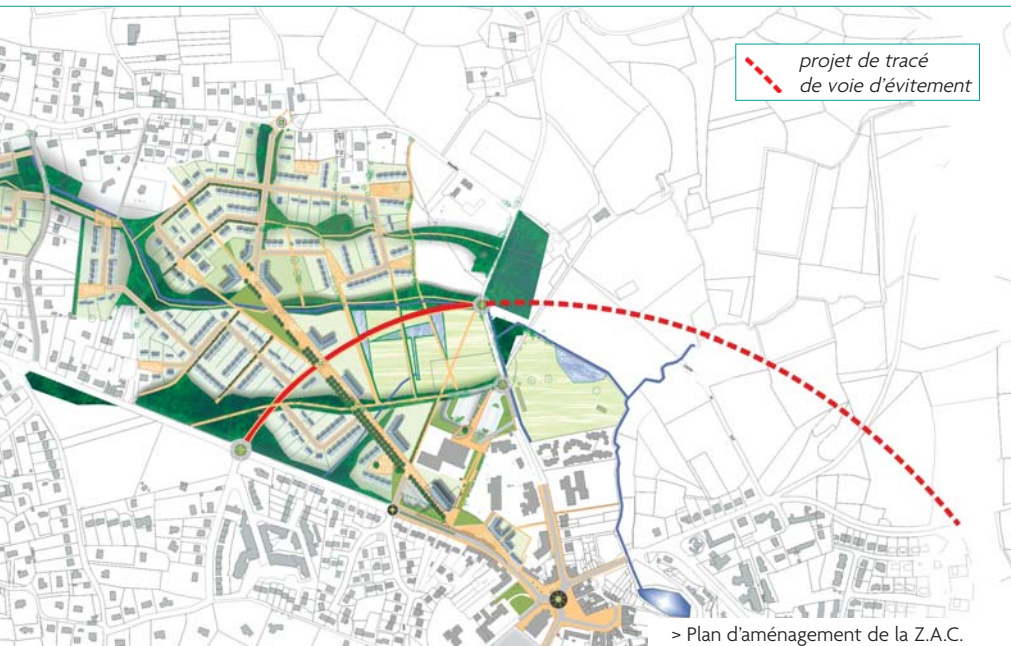 projet de tracé
de voie d'évitement
> Plan d'aménagement de la Z.A.C.